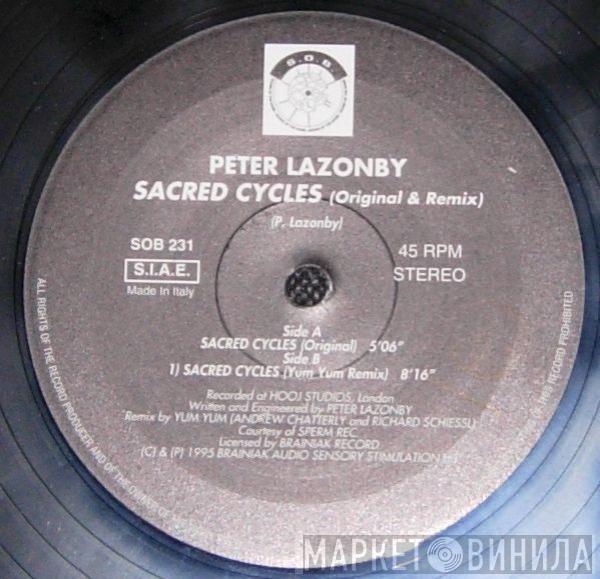 S.O.B.
PETER LAZONBY
SACRED CYCLES (Original & Remix)
(P. Lazonby)
SOB 231
S.I.A.E.
Made in Italy
45 RPM
STEREO
Side A
SACRED CYCLES (Original) 5'06"
Side B
1) SACRED CYCLES (Yum Yum Remix) 8'16"
Recorded at HOOJ STUDIOS, London
Written and Engineered by PETER LAZONBY
Remix by YUM YUM (ANDREW CHATTERLY and RICHARD SCHIESSL)
Courtesy of SPERM REC.
Licensed by BRAINIAK RECORD
(C) & (P) 1995 BRAINIAK AUDIO SENSORY STIMULATION
ALL RIGHTS OF THE RECORD PRODUCER AND OF THE OWNER OF
OF THIS RECORD PROHIBITED
МАРКЕТ ВИНИЛА